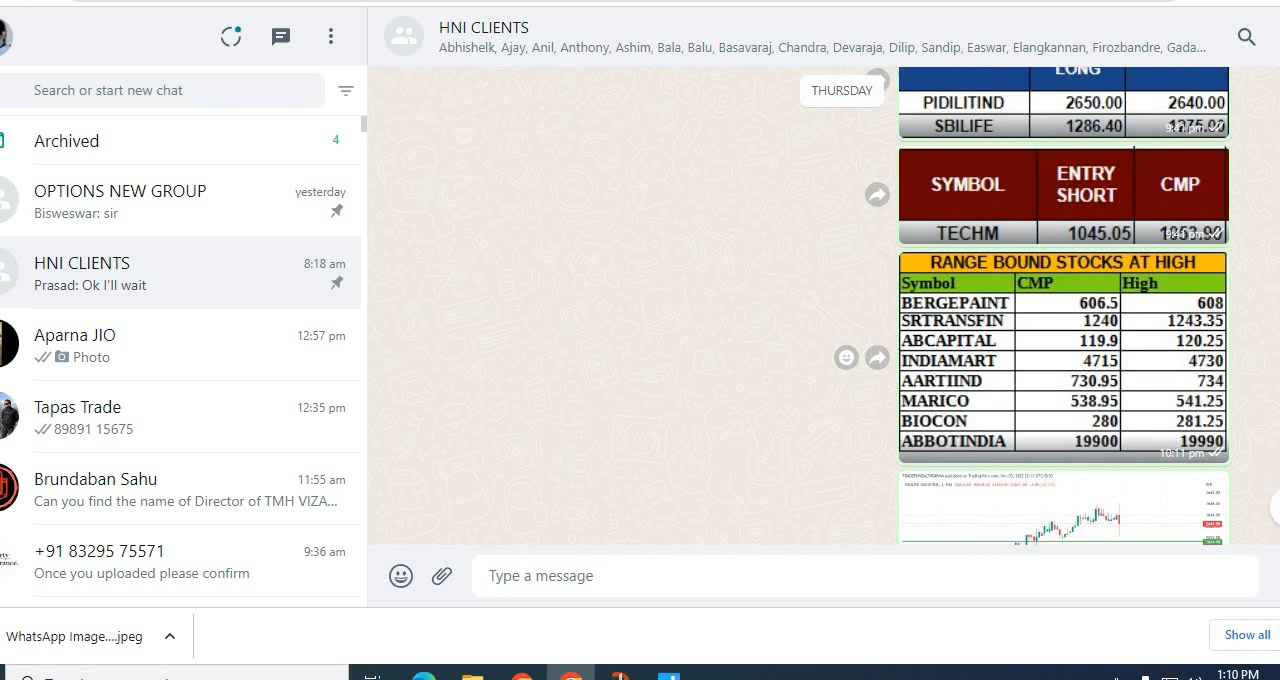 HNI CLIENTS
Abhishelk, Ajay, Anil, Anthony, Ashim, Bala, Balu, Basavaraj, Chandra, Devaraja, Dilip, Sandip, Easwar, Elangkannan, Firozbandre, Gada...
Search or start new chat
Archived 4
OPTIONS NEW GROUP yesterday
Bisweswar: sir
HNI CLIENTS 8:18 am
Prasad: Ok I'll wait
Aparna JIO 12:57 pm
Photo
Tapas Trade 12:35 pm
89891 15675
Brundaban Sahu 11:55 am
Can you find the name of Director of TMH VIZA...
+91 83295 75571 9:36 am
Once you uploaded please confirm
THURSDAY
LONG
PIDILITIND 2650.00 2640.00
SBILIFE 1286.40 1275.00
SYMBOL ENTRY SHORT CMP
TECHM 1045.05
RANGE BOUND STOCKS AT HIGH
Symbol CMP High
BERGEPAINT 606.5 608
SRTRANSFIN 1240 1243.35
ABCAPITAL 119.9 120.25
INDIAMART 4715 4730
AARTIIND 730.95 734
MARICO 538.95 541.25
BIOCON 280 281.25
ABBOTINDIA 19900 19990
10:11 pm
Type a message
WhatsApp Image....jpeg
Show all
1:10 PM